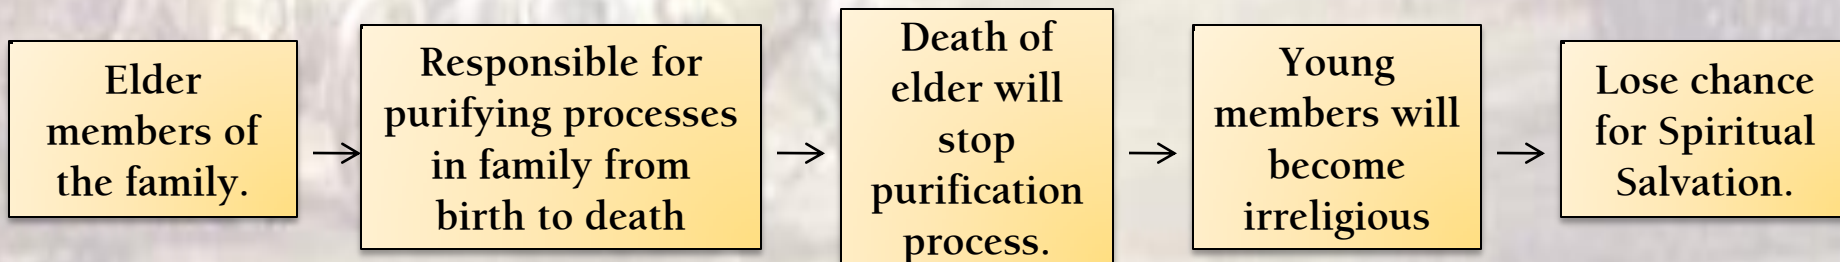 Elder
members of
the family.
Responsible for
purifying processes
in family from
birth to death
Death of
elder will
stop
purification
process.
Young
members will
become
irreligious
Lose chance
for Spiritual
Salvation.